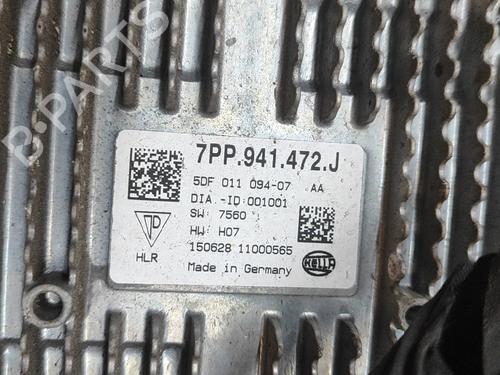 B-PARTS
7PP.941.472.J
5DF 011 094-07 AA
DIA.-ID:001001
SW: 7560
HW: H07
150628 11000565
HLR
Made in Germany
HELLA